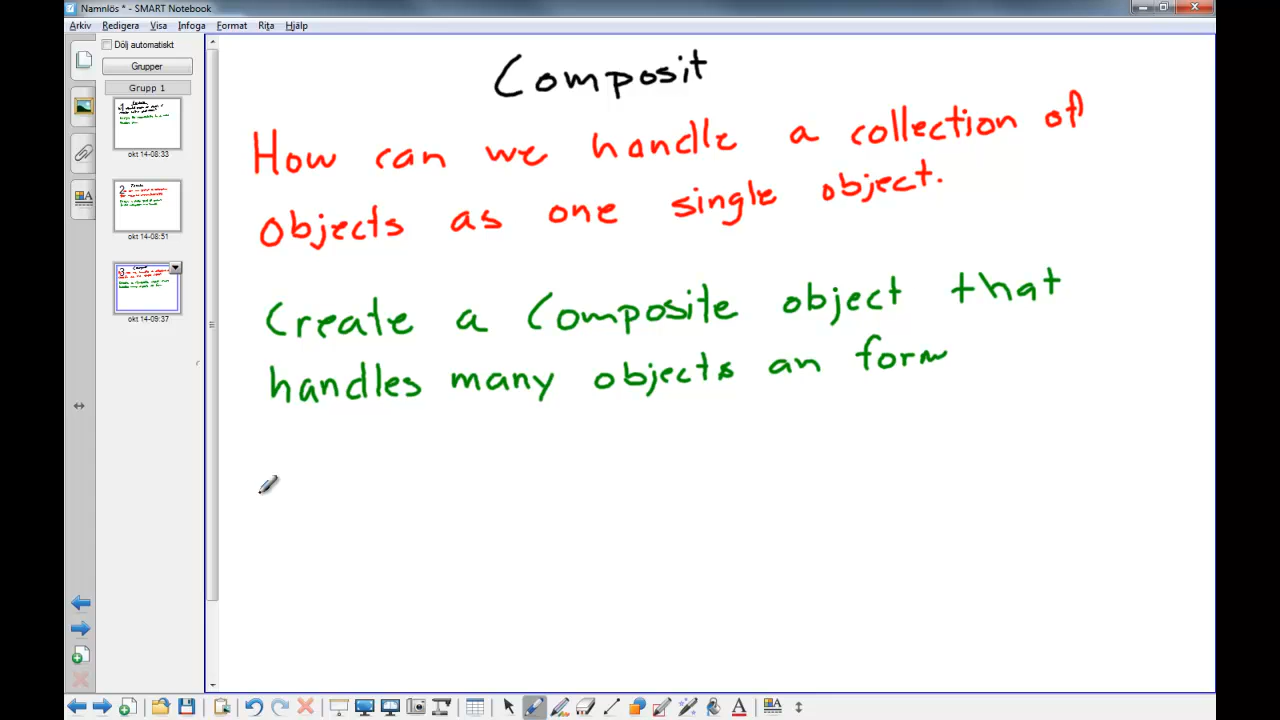 Namnlös * - SMART Notebook
Arkiv Redigera Visa Infoga Format Rita Hjälp
Dölj automatiskt
Grupper
Grupp 1
okt 14-08:33
okt 14-08:51
okt 14-09:37
Composit
How can we handle a collection of
objects as one single object.
Create a Composite object that
handles many objects an form